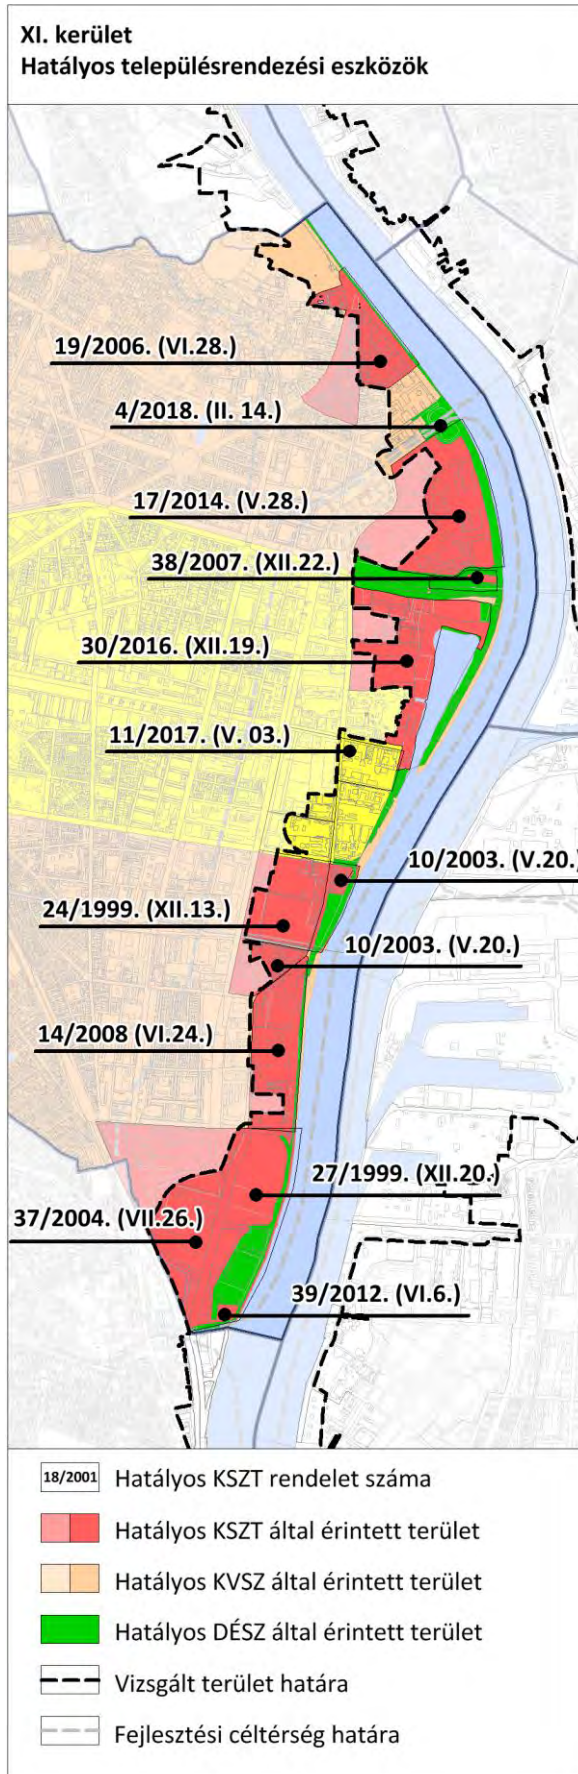 XI. kerület
Hatályos településrendezési eszközök
19/2006. (VI.28.)
4/2018. (II. 14.)
17/2014. (V.28.)
38/2007. (XII.22.)
30/2016. (XII.19.)
11/2017. (V. 03.)
10/2003. (V.20.)
24/1999. (XII.13.)
10/2003. (V.20.)
14/2008 (VI.24.)
27/1999. (XII.20.)
37/2004. (VII.26.)
39/2012. (VI.6.)
18/2001 Hatályos KSZT rendelet száma
Hatályos KSZT által érintett terület
Hatályos KVSZ által érintett terület
Hatályos DÉSZ által érintett terület
Vizsgált terület határa
Fejlesztési céltérség határa